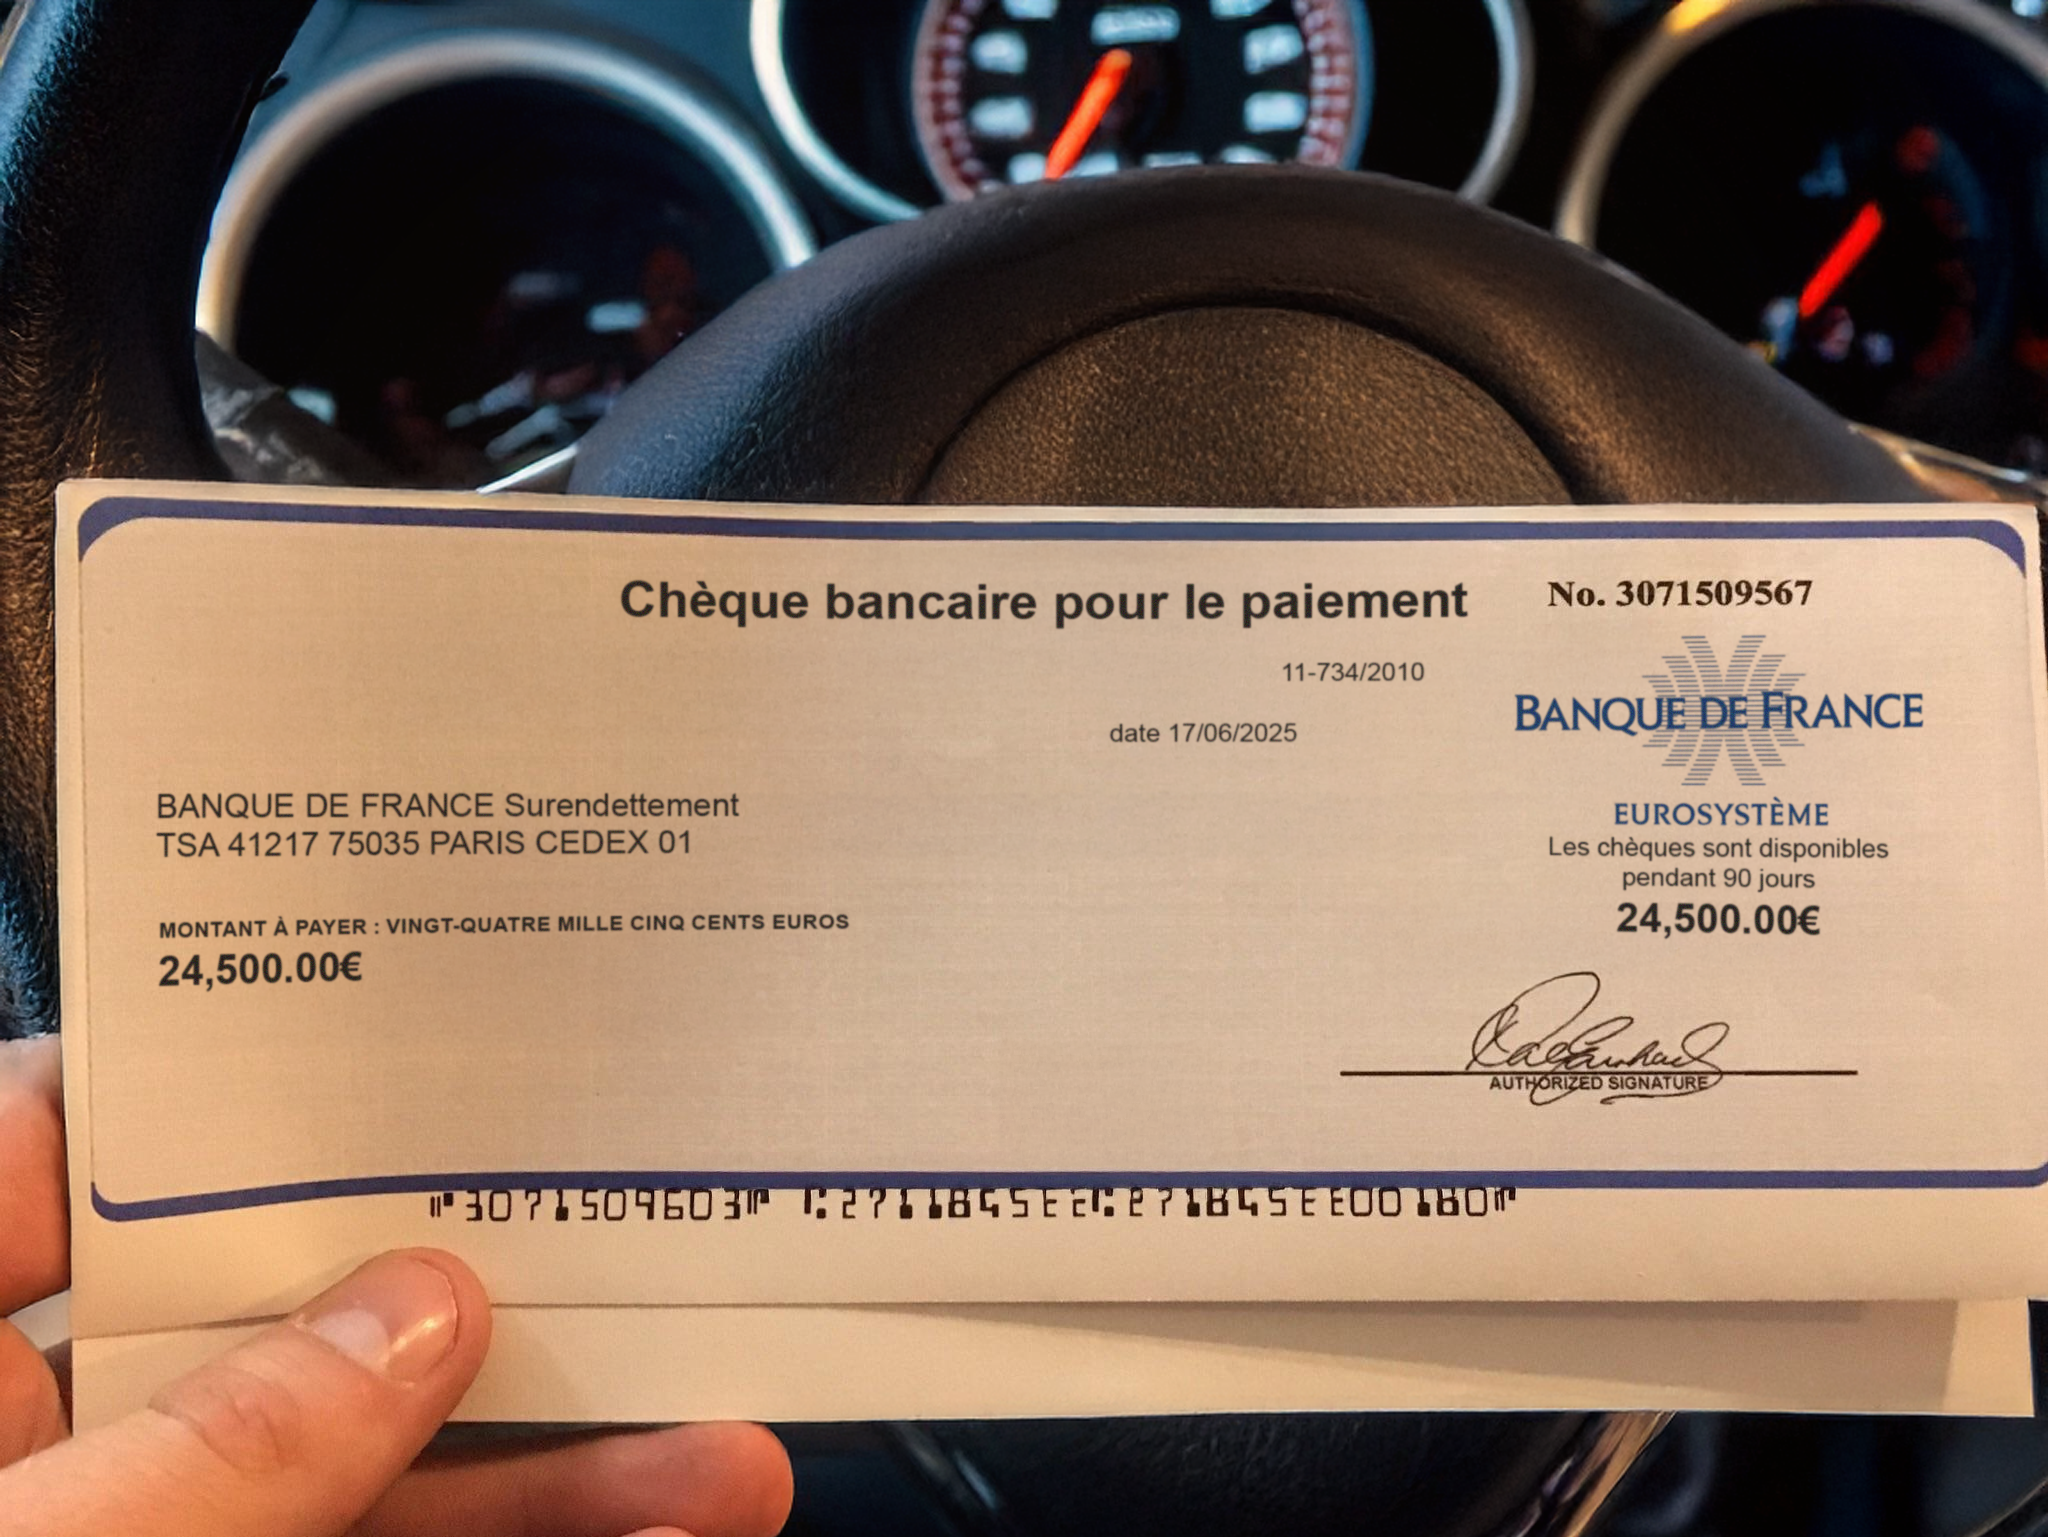 Chèque bancaire pour le paiement
No. 3071509567
11-734/2010
date 17/06/2025
BANQUE DE FRANCE
EUROSYSTÈME
Les chèques sont disponibles
pendant 90 jours
24,500.00€
BANQUE DE FRANCE Surendettement
TSA 41217 75035 PARIS CEDEX 01
MONTANT À PAYER : VINGT-QUATRE MILLE CINQ CENTS EUROS
24,500.00€
AUTHORIZED SIGNATURE
3071509603